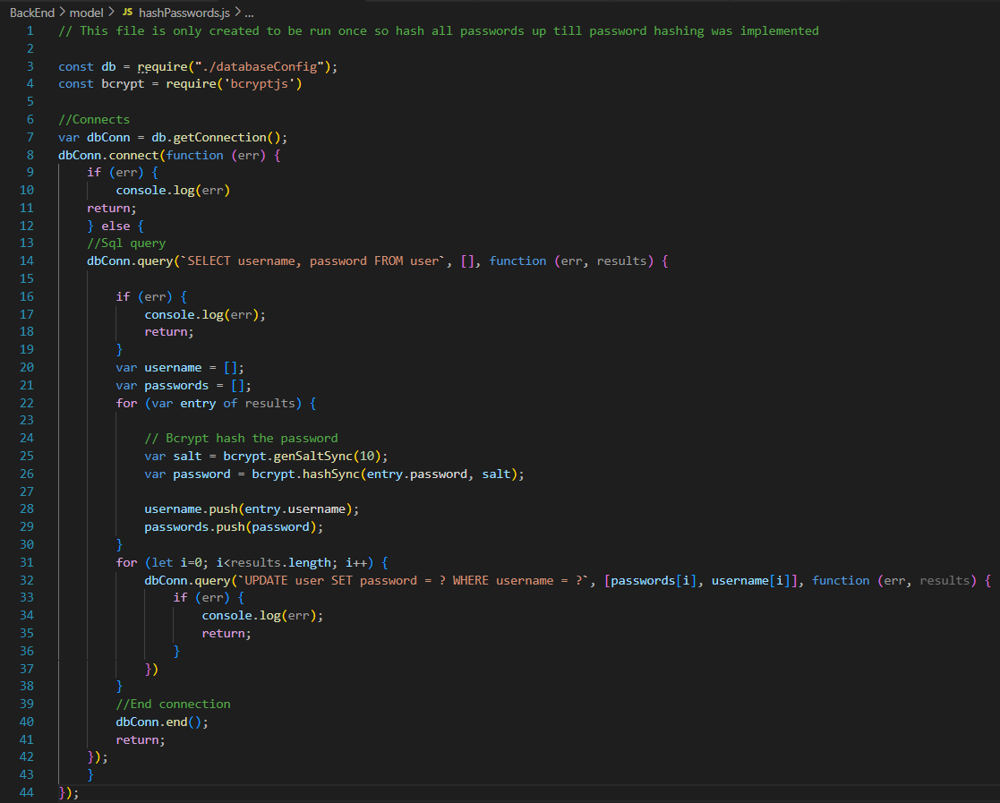 BackEnd > model > JS hashPasswords.js > ...
1 // This file is only created to be run once so hash all passwords up till password hashing was implemented
2
3 const db = require("./databaseConfig");
4 const bcrypt = require('bcryptjs')
5
6 //Connects
7 var dbConn = db.getConnection();
8 dbConn.connect(function (err) {
9     if (err) {
10         console.log(err)
11     return;
12     } else {
13     //Sql query
14     dbConn.query(`SELECT username, password FROM user`, [], function (err, results) {
15
16         if (err) {
17             console.log(err);
18             return;
19         }
20         var username = [];
21         var passwords = [];
22         for (var entry of results) {
23
24             // Bcrypt hash the password
25             var salt = bcrypt.genSaltSync(10);
26             var password = bcrypt.hashSync(entry.password, salt);
27
28             username.push(entry.username);
29             passwords.push(password);
30         }
31         for (let i=0; i<results.length; i++) {
32             dbConn.query(`UPDATE user SET password = ? WHERE username = ?`, [passwords[i], username[i]], function (err, results) {
33                 if (err) {
34                     console.log(err);
35                     return;
36                 }
37             })
38         }
39         //End connection
40         dbConn.end();
41         return;
42     });
43     }
44 });